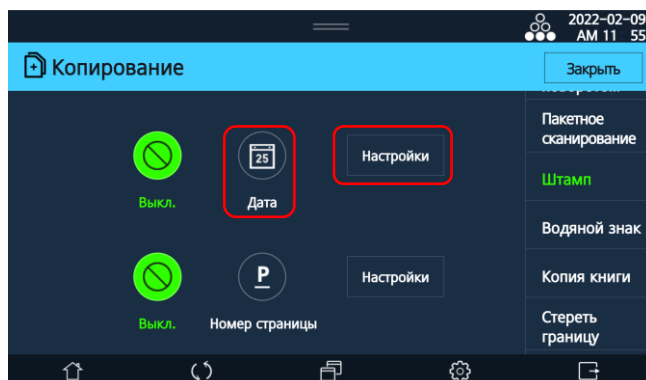 2022-02-09
AM 11 55
Копирование
Закрыть
Пакетное
сканирование
25
Настройки
Штамп
Выкл.
Дата
Водяной знак
P
Настройки
Копия книги
Выкл.
Номер страницы
Стереть
границу